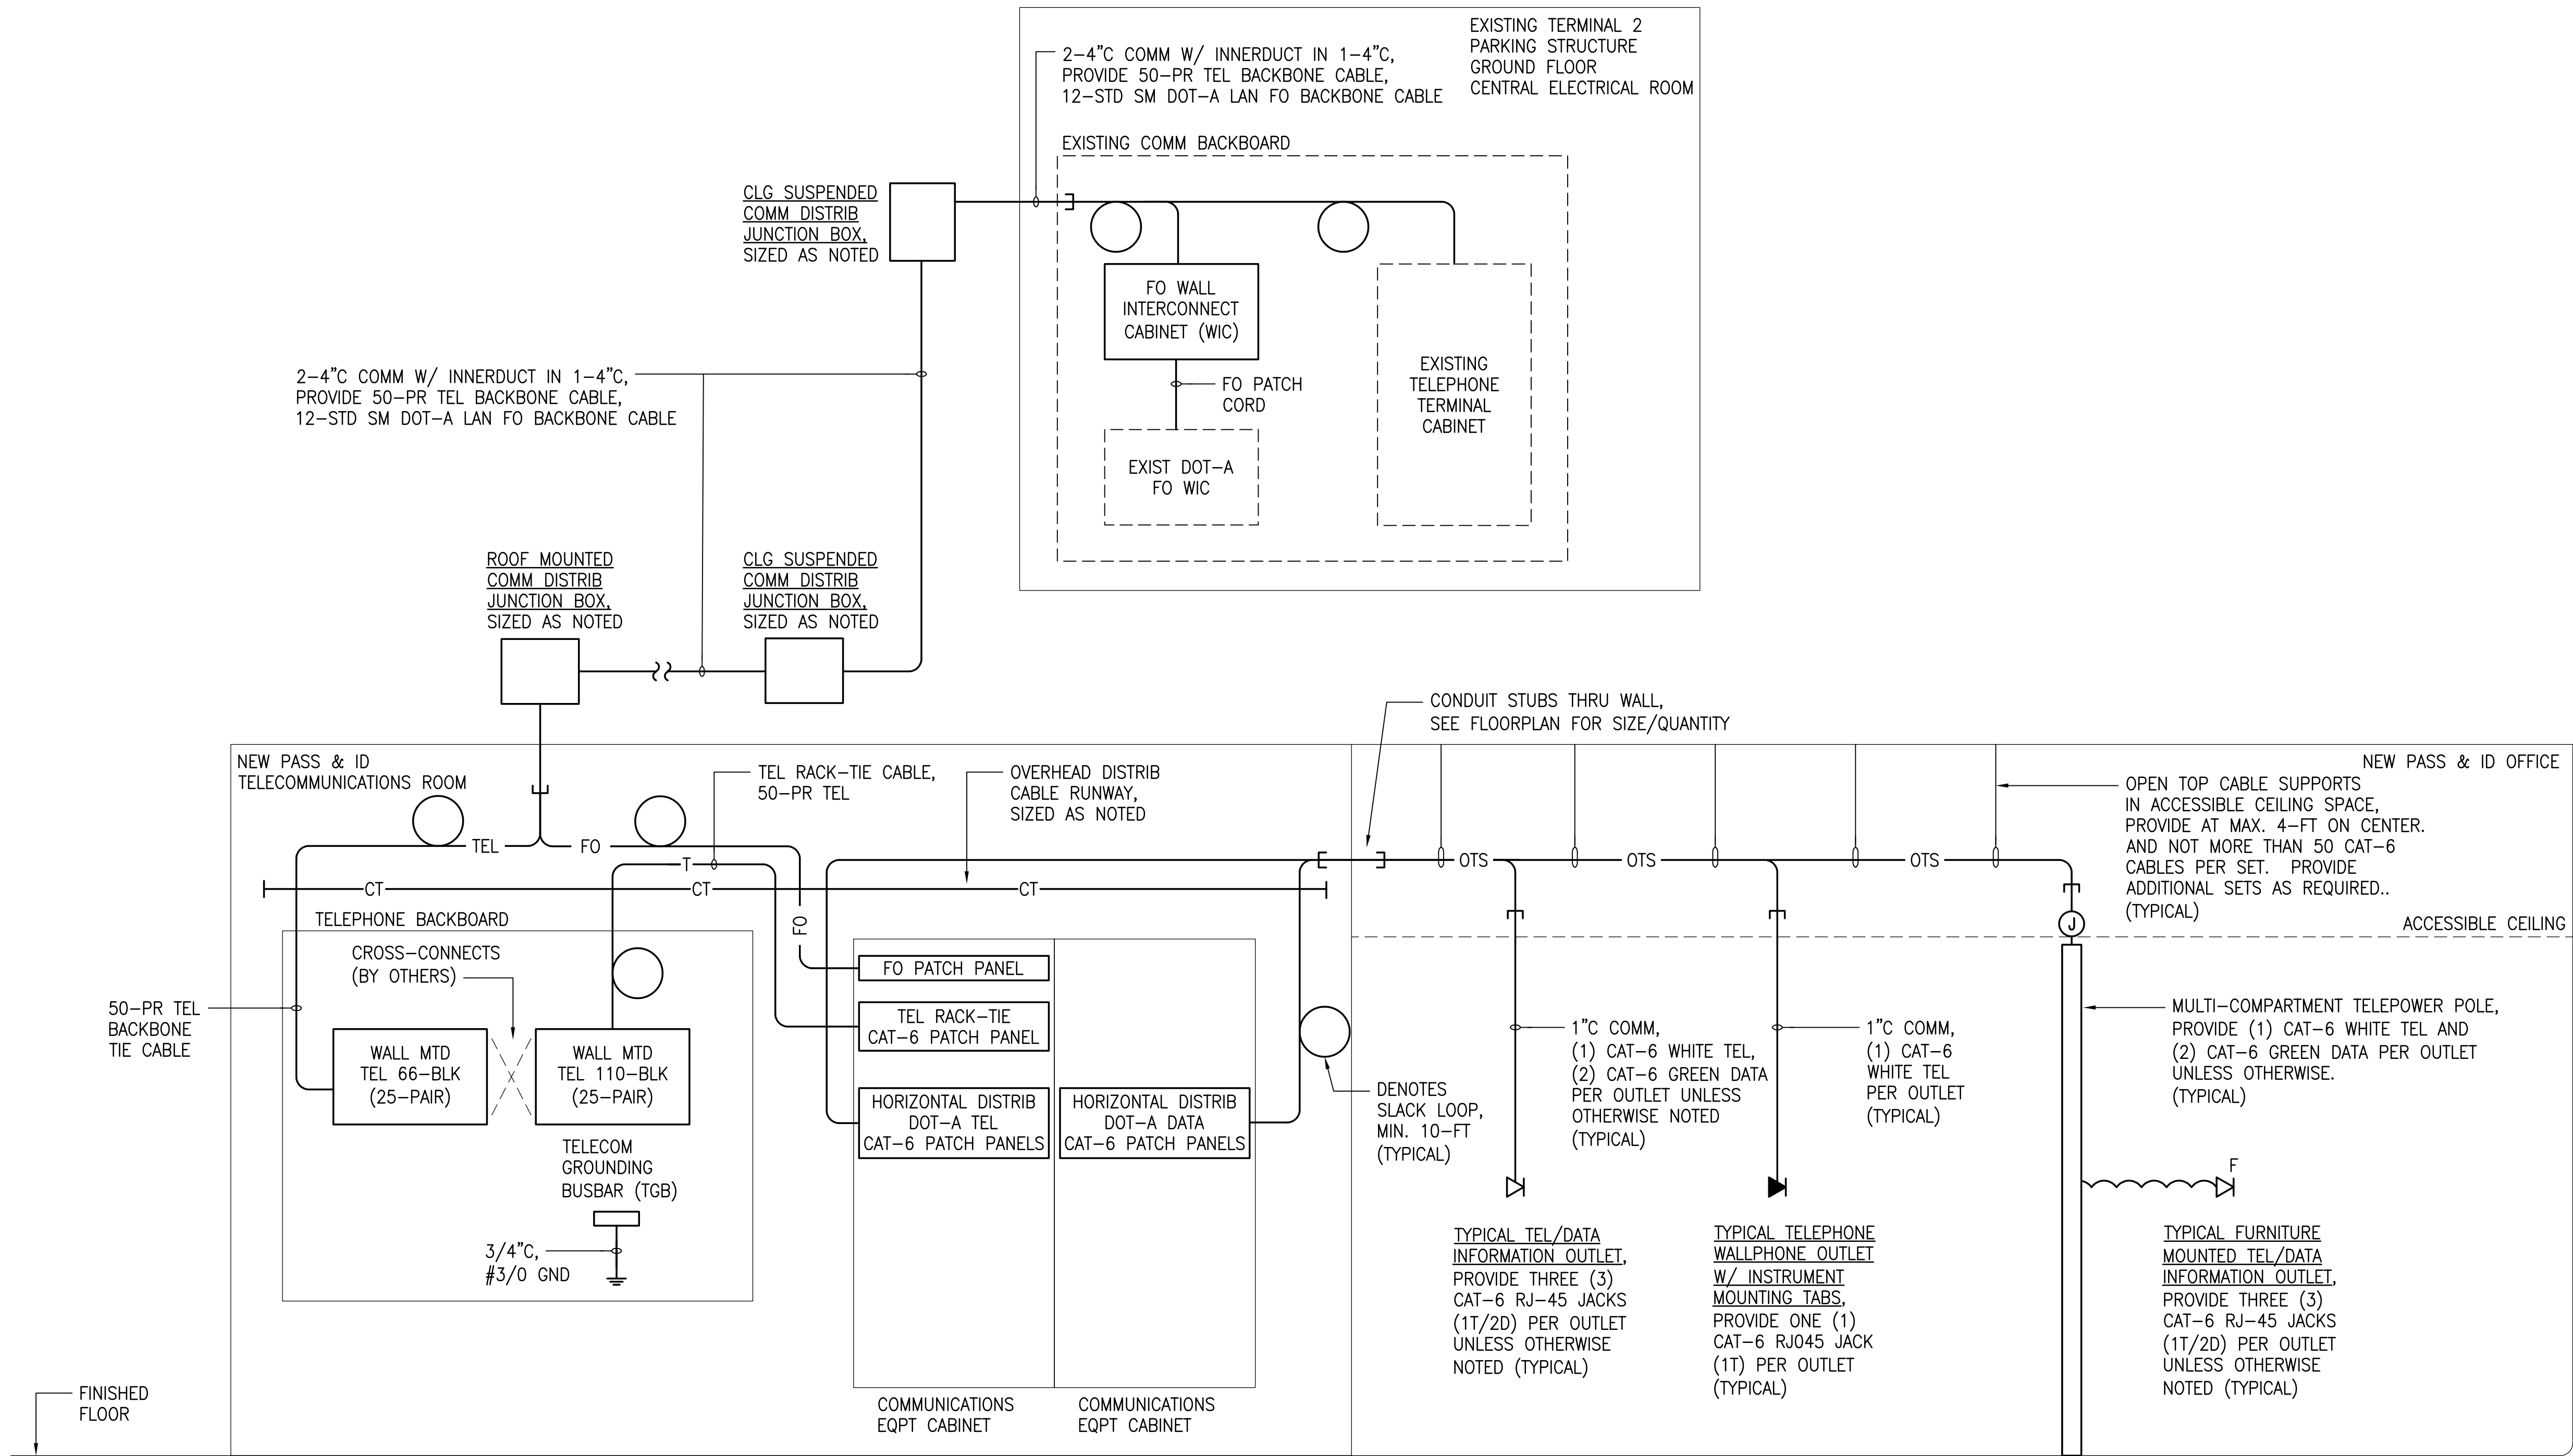 EXISTING TERMINAL 2
PARKING STRUCTURE
GROUND FLOOR
CENTRAL ELECTRICAL ROOM
2-4"C COMM W/ INNERDUCT IN 1-4"C,
PROVIDE 50-PR TEL BACKBONE CABLE,
12-STD SM DOT-A LAN FO BACKBONE CABLE
EXISTING COMM BACKBOARD
CLG SUSPENDED
COMM DISTRIB
JUNCTION BOX,
SIZED AS NOTED
FO WALL
INTERCONNECT
CABINET (WIC)
FO PATCH
CORD
EXIST DOT-A
FO WIC
EXISTING
TELEPHONE
TERMINAL
CABINET
2-4"C COMM W/ INNERDUCT IN 1-4"C,
PROVIDE 50-PR TEL BACKBONE CABLE,
12-STD SM DOT-A LAN FO BACKBONE CABLE
ROOF MOUNTED
COMM DISTRIB
JUNCTION BOX,
SIZED AS NOTED
CLG SUSPENDED
COMM DISTRIB
JUNCTION BOX,
SIZED AS NOTED
CONDUIT STUBS THRU WALL,
SEE FLOORPLAN FOR SIZE/QUANTITY
NEW PASS & ID
TELECOMMUNICATIONS ROOM
TEL RACK-TIE CABLE,
50-PR TEL
OVERHEAD DISTRIB
CABLE RUNWAY,
SIZED AS NOTED
NEW PASS & ID OFFICE
OPEN TOP CABLE SUPPORTS
IN ACCESSIBLE CEILING SPACE,
PROVIDE AT MAX. 4-FT ON CENTER.
AND NOT MORE THAN 50 CAT-6
CABLES PER SET. PROVIDE
ADDITIONAL SETS AS REQUIRED..
(TYPICAL)
ACCESSIBLE CEILING
TEL
FO
T
OTS
OTS
OTS
CT
CT
CT
FO
J
TELEPHONE BACKBOARD
CROSS-CONNECTS
(BY OTHERS)
50-PR TEL
BACKBONE
TIE CABLE
WALL MTD
TEL 66-BLK
(25-PAIR)
WALL MTD
TEL 110-BLK
(25-PAIR)
TELECOM
GROUNDING
BUSBAR (TGB)
3/4"C,
#3/0 GND
FO PATCH PANEL
TEL RACK-TIE
CAT-6 PATCH PANEL
HORIZONTAL DISTRIB
DOT-A TEL
CAT-6 PATCH PANELS
HORIZONTAL DISTRIB
DOT-A DATA
CAT-6 PATCH PANELS
COMMUNICATIONS
EQPT CABINET
COMMUNICATIONS
EQPT CABINET
DENOTES
SLACK LOOP,
MIN. 10-FT
(TYPICAL)
1"C COMM,
(1) CAT-6 WHITE TEL,
(2) CAT-6 GREEN DATA
PER OUTLET UNLESS
OTHERWISE NOTED
(TYPICAL)
1"C COMM,
(1) CAT-6
WHITE TEL
PER OUTLET
(TYPICAL)
MULTI-COMPARTMENT TELEPOWER POLE,
PROVIDE (1) CAT-6 WHITE TEL AND
(2) CAT-6 GREEN DATA PER OUTLET
UNLESS OTHERWISE.
(TYPICAL)
F
TYPICAL TEL/DATA
INFORMATION OUTLET,
PROVIDE THREE (3)
CAT-6 RJ-45 JACKS
(1T/2D) PER OUTLET
UNLESS OTHERWISE
NOTED (TYPICAL)
TYPICAL TELEPHONE
WALLPHONE OUTLET
W/ INSTRUMENT
MOUNTING TABS,
PROVIDE ONE (1)
CAT-6 RJ045 JACK
(1T) PER OUTLET
(TYPICAL)
TYPICAL FURNITURE
MOUNTED TEL/DATA
INFORMATION OUTLET,
PROVIDE THREE (3)
CAT-6 RJ-45 JACKS
(1T/2D) PER OUTLET
UNLESS OTHERWISE
NOTED (TYPICAL)
FINISHED
FLOOR